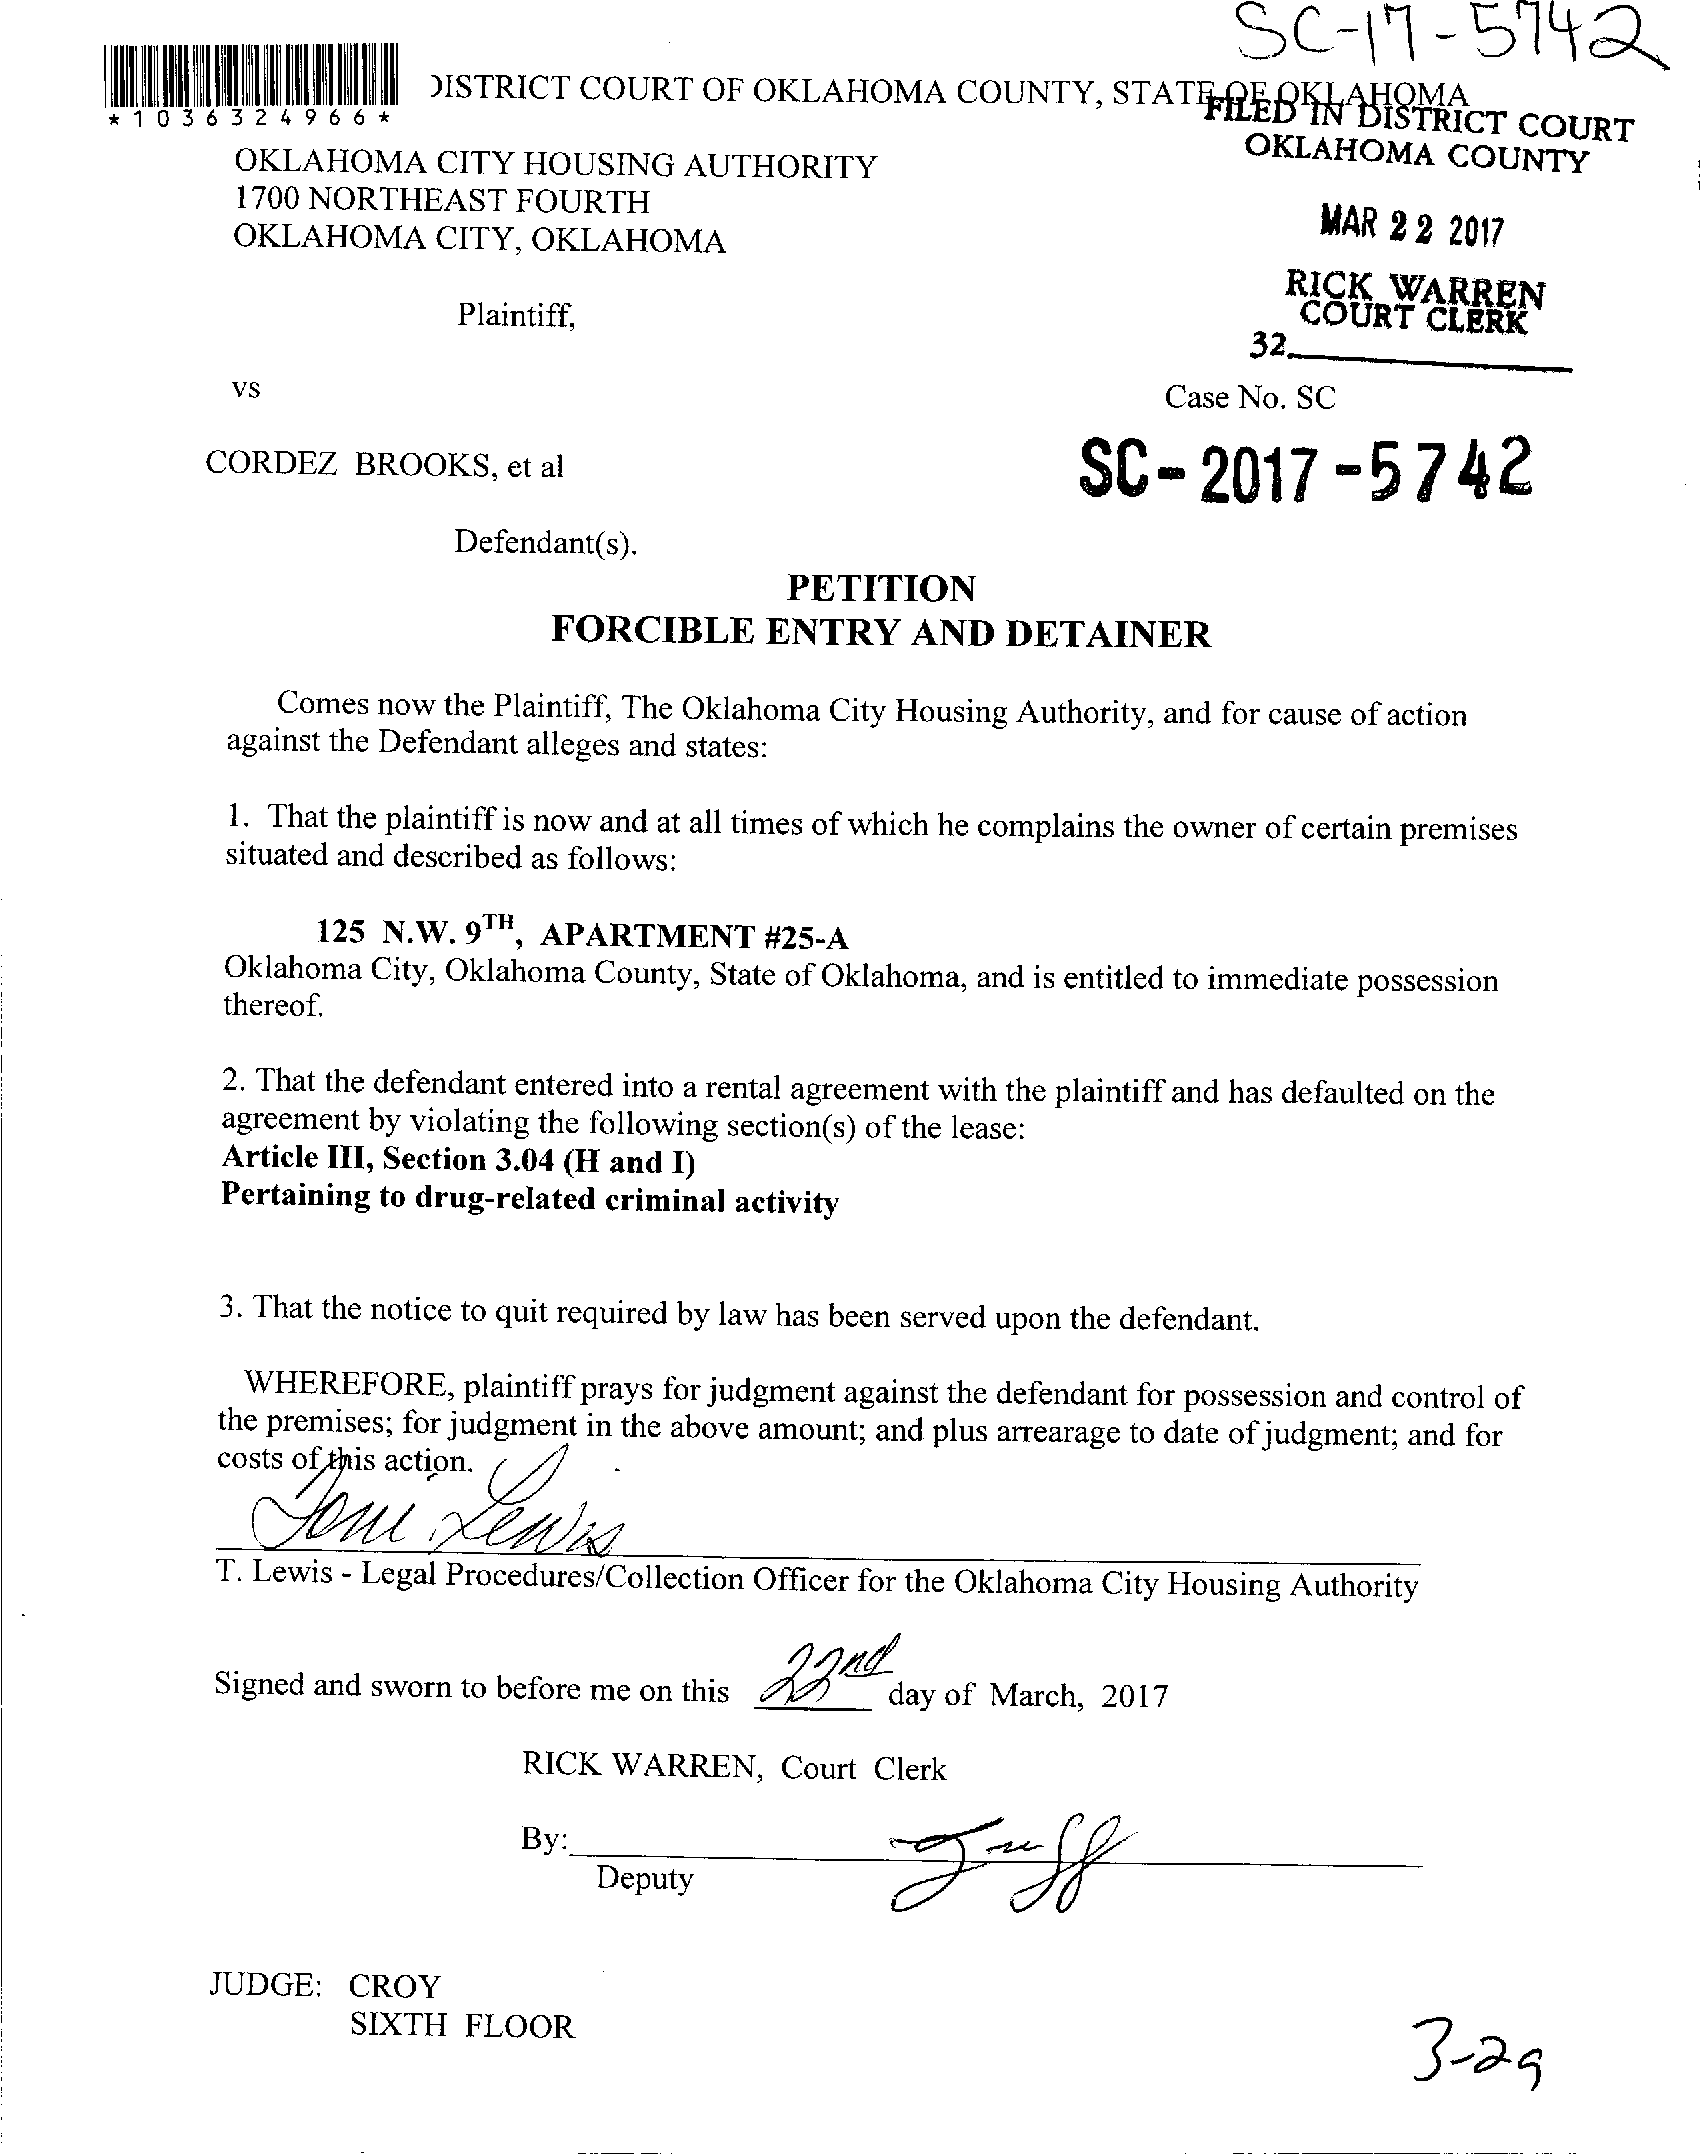 SC-17-5742
*1036324966*
DISTRICT COURT OF OKLAHOMA COUNTY, STATE OF OKLAHOMA
FILED IN DISTRICT COURT
OKLAHOMA COUNTY
MAR 22 2017
RICK WARREN
COURT CLERK
32
OKLAHOMA CITY HOUSING AUTHORITY
1700 NORTHEAST FOURTH
OKLAHOMA CITY, OKLAHOMA
Plaintiff,
vs
Case No. SC
SC-2017-5742
CORDEZ BROOKS, et al
Defendant(s).
PETITION
FORCIBLE ENTRY AND DETAINER
Comes now the Plaintiff, The Oklahoma City Housing Authority, and for cause of action
against the Defendant alleges and states:
1. That the plaintiff is now and at all times of which he complains the owner of certain premises
situated and described as follows:
125 N.W. 9TH, APARTMENT #25-A
Oklahoma City, Oklahoma County, State of Oklahoma, and is entitled to immediate possession
thereof.
2. That the defendant entered into a rental agreement with the plaintiff and has defaulted on the
agreement by violating the following section(s) of the lease:
Article III, Section 3.04 (H and I)
Pertaining to drug-related criminal activity
3. That the notice to quit required by law has been served upon the defendant.
WHEREFORE, plaintiff prays for judgment against the defendant for possession and control of
the premises; for judgment in the above amount; and plus arrearage to date of judgment; and for
costs of this action.
Toni Lewis
T. Lewis - Legal Procedures/Collection Officer for the Oklahoma City Housing Authority
Signed and sworn to before me on this 22nd day of March, 2017
RICK WARREN, Court Clerk
By:
Deputy
JUDGE: CROY
SIXTH FLOOR
3-29